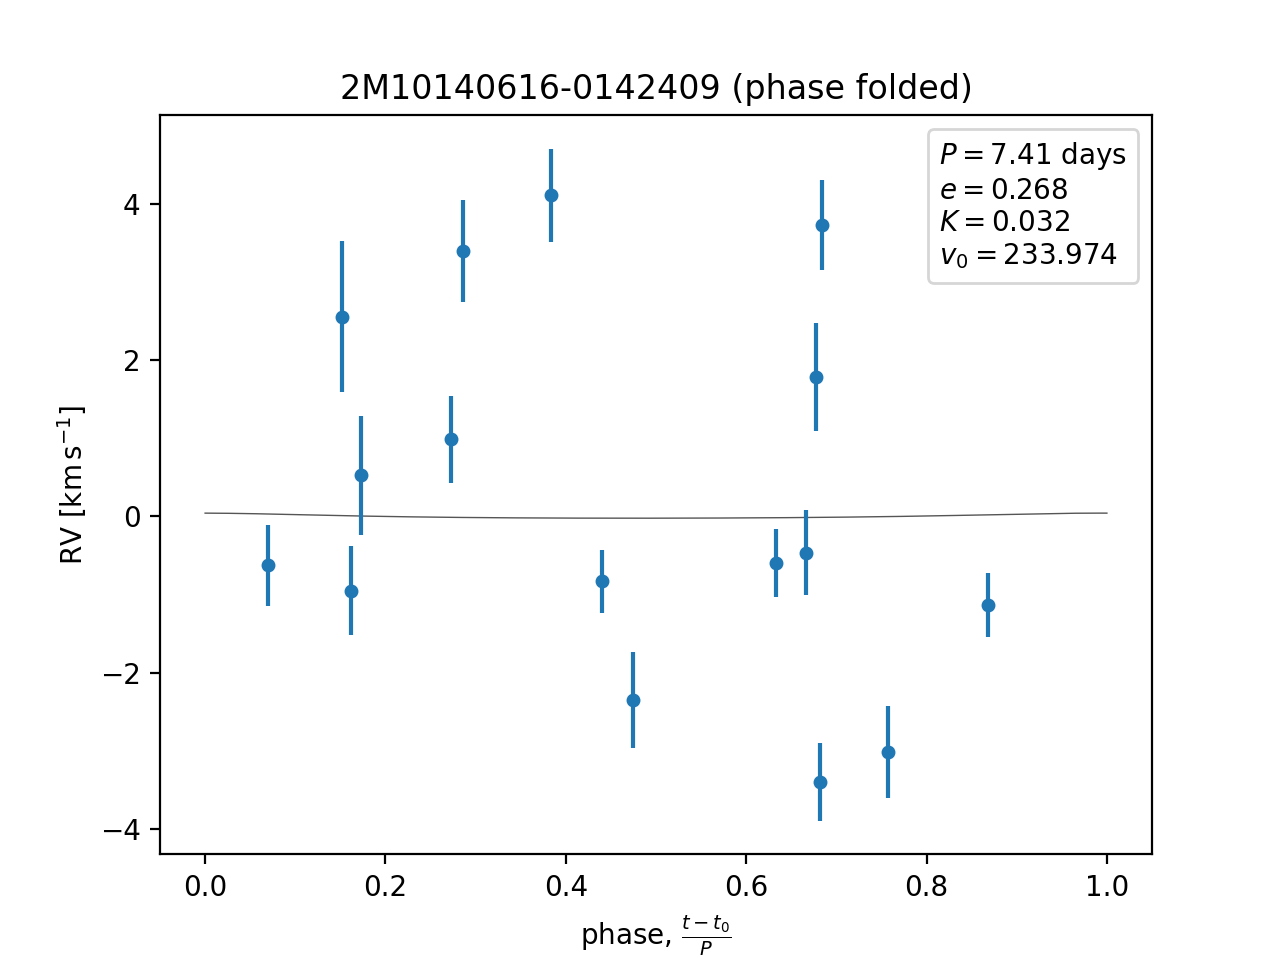 2M10140616-0142409 (phase folded)
P = 7.41 days
e = 0.268
K = 0.032
v₀ = 233.974
4
2
0
−2
−4
RV [km s⁻¹]
0.0 0.2 0.4 0.6 0.8 1.0
phase, (t − t₀)/P